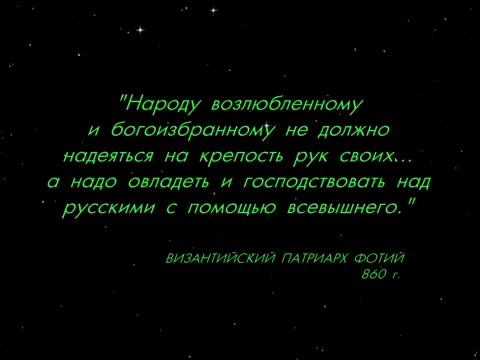 "Народу возлюбленному
и богоизбранному не должно
надеяться на крепость рук своих...
а надо овладеть и господствовать над
русскими с помощью всевышнего."
ВИЗАНТИЙСКИЙ ПАТРИАРХ ФОТИЙ
860 г.